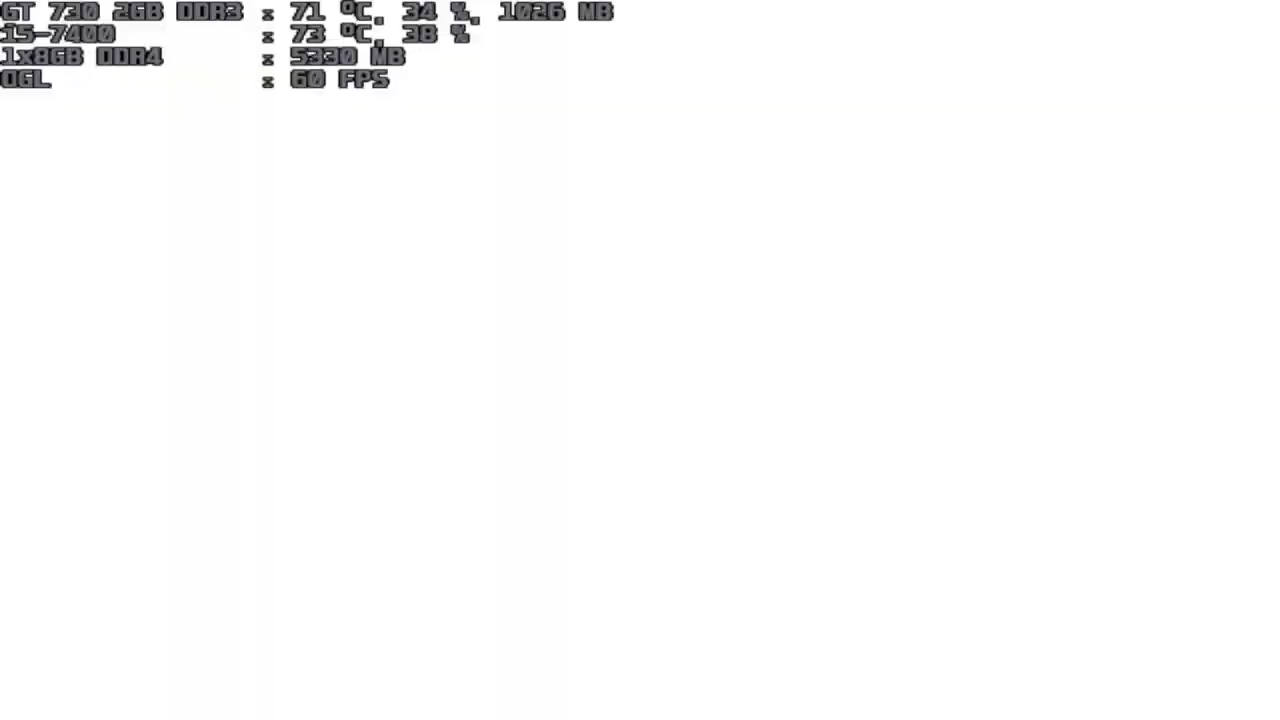 GT 730 2GB DDR3 : 71 °C, 34 %, 1026 MB
i5-7400 : 73 °C, 38 %
1x8GB DDR4 : 5330 MB
OGL : 60 FPS